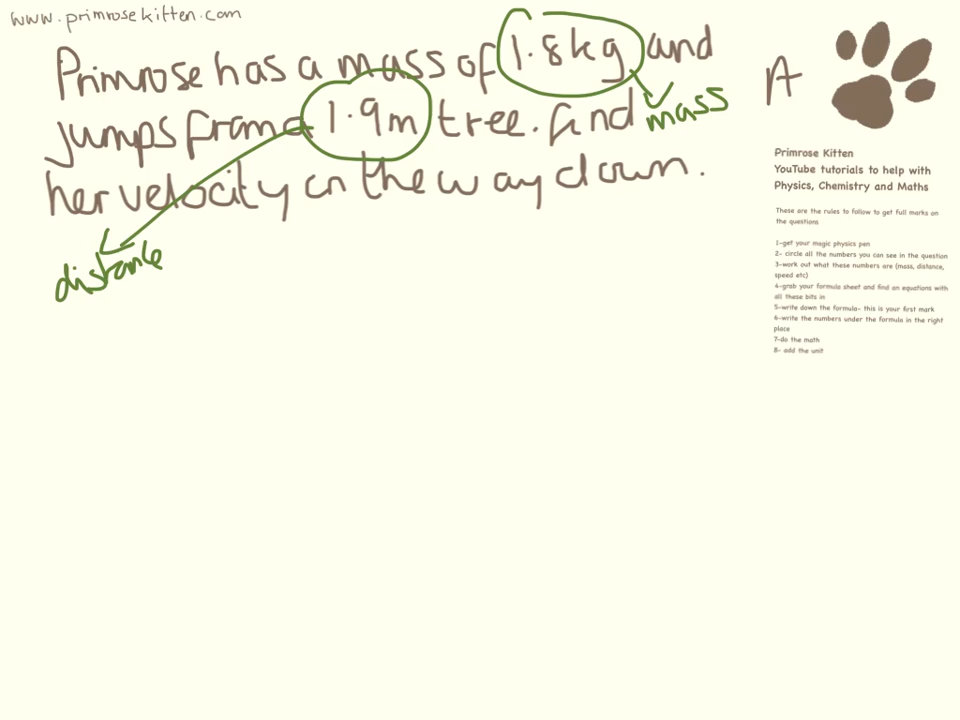 www.primrosekitten.com
Primrose has a mass of 1.8kg and
jumps from a 1.9m tree. find
her velocity on the way down.
mass
distance
A
Primrose Kitten
YouTube tutorials to help with
Physics, Chemistry and Maths
These are the rules to follow to get full marks on
the questions
1-get your magic physics pen
2- circle all the numbers you can see in the question
3-work out what these numbers are (mass, distance,
speed etc)
4-grab your formula sheet and find an equations with
all these bits in
5-write down the formula- this is your first mark
6-write the numbers under the formula in the right
place
7-do the math
8- add the unit